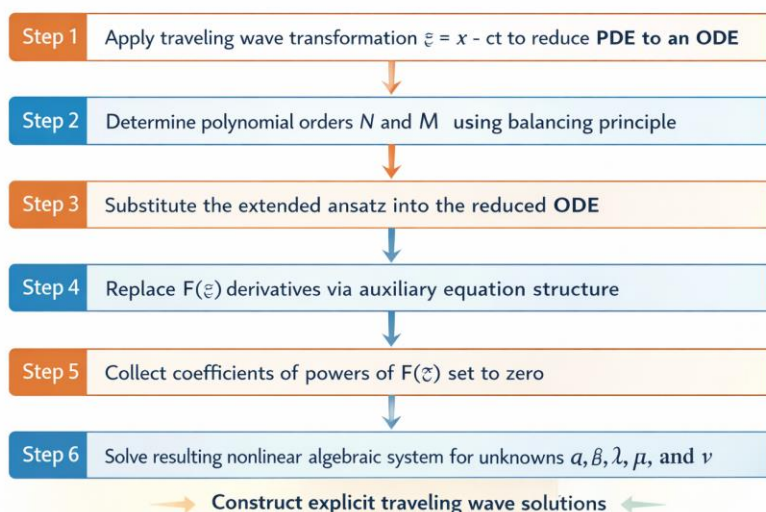 Step 1 Apply traveling wave transformation ξ = x - ct to reduce PDE to an ODE
Step 2 Determine polynomial orders N and M using balancing principle
Step 3 Substitute the extended ansatz into the reduced ODE
Step 4 Replace F(ξ) derivatives via auxiliary equation structure
Step 5 Collect coefficients of powers of F(ξ) set to zero
Step 6 Solve resulting nonlinear algebraic system for unknowns a, β, λ, μ, and ν
Construct explicit traveling wave solutions